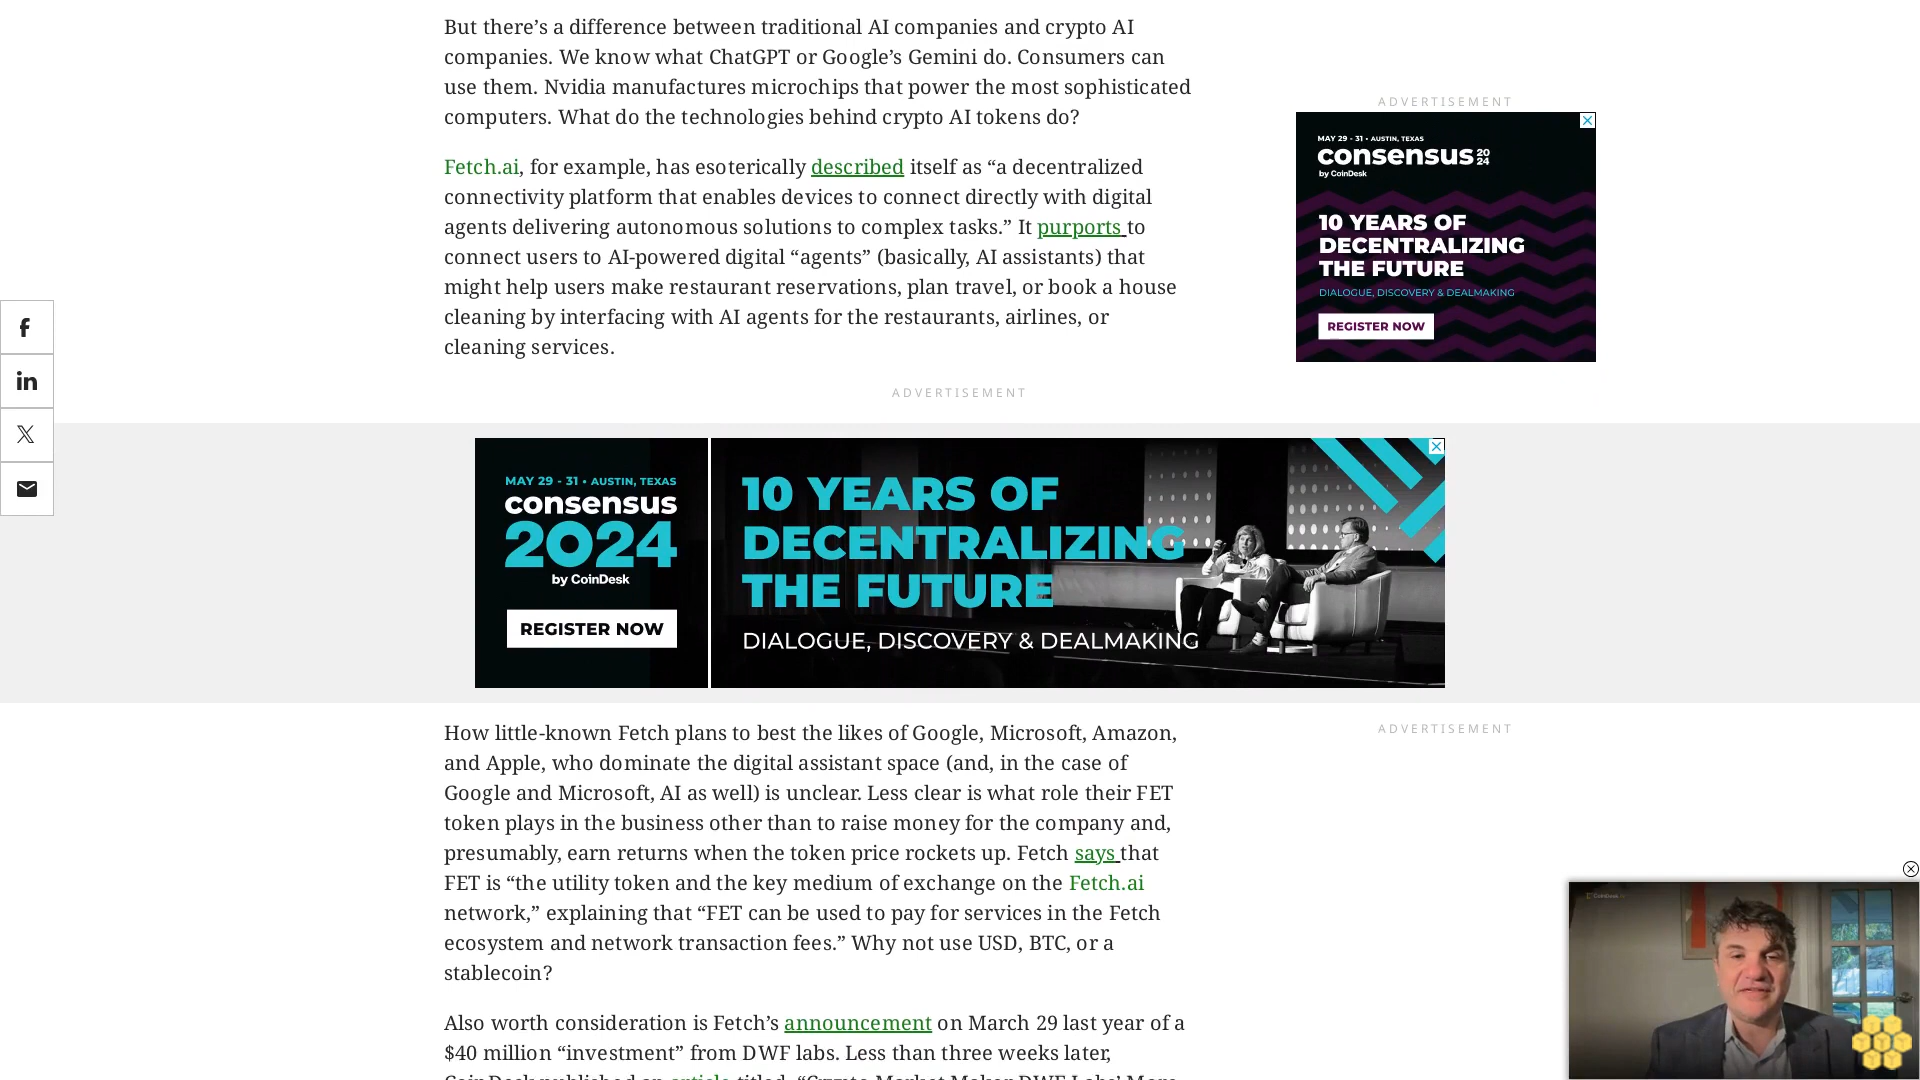 But there’s a difference between traditional AI companies and crypto AI
companies. We know what ChatGPT or Google’s Gemini do. Consumers can
use them. Nvidia manufactures microchips that power the most sophisticated
computers. What do the technologies behind crypto AI tokens do?
Fetch.ai, for example, has esoterically described itself as “a decentralized
connectivity platform that enables devices to connect directly with digital
agents delivering autonomous solutions to complex tasks.” It purports to
connect users to AI-powered digital “agents” (basically, AI assistants) that
might help users make restaurant reservations, plan travel, or book a house
cleaning by interfacing with AI agents for the restaurants, airlines, or
cleaning services.
ADVERTISEMENT
MAY 29 - 31 • AUSTIN, TEXAS
consensus 2024
by CoinDesk
10 YEARS OF
DECENTRALIZING
THE FUTURE
DIALOGUE, DISCOVERY & DEALMAKING
REGISTER NOW
ADVERTISEMENT
MAY 29 - 31 • AUSTIN, TEXAS
consensus
2024
by CoinDesk
REGISTER NOW
10 YEARS OF
DECENTRALIZING
THE FUTURE
DIALOGUE, DISCOVERY & DEALMAKING
How little-known Fetch plans to best the likes of Google, Microsoft, Amazon,
and Apple, who dominate the digital assistant space (and, in the case of
Google and Microsoft, AI as well) is unclear. Less clear is what role their FET
token plays in the business other than to raise money for the company and,
presumably, earn returns when the token price rockets up. Fetch says that
FET is “the utility token and the key medium of exchange on the Fetch.ai
network,” explaining that “FET can be used to pay for services in the Fetch
ecosystem and network transaction fees.” Why not use USD, BTC, or a
stablecoin?
ADVERTISEMENT
Also worth consideration is Fetch’s announcement on March 29 last year of a
$40 million “investment” from DWF labs. Less than three weeks later,
CoinDesk published an article titled, “Crypto Market Maker DWF Labs’ More
CoinDesk